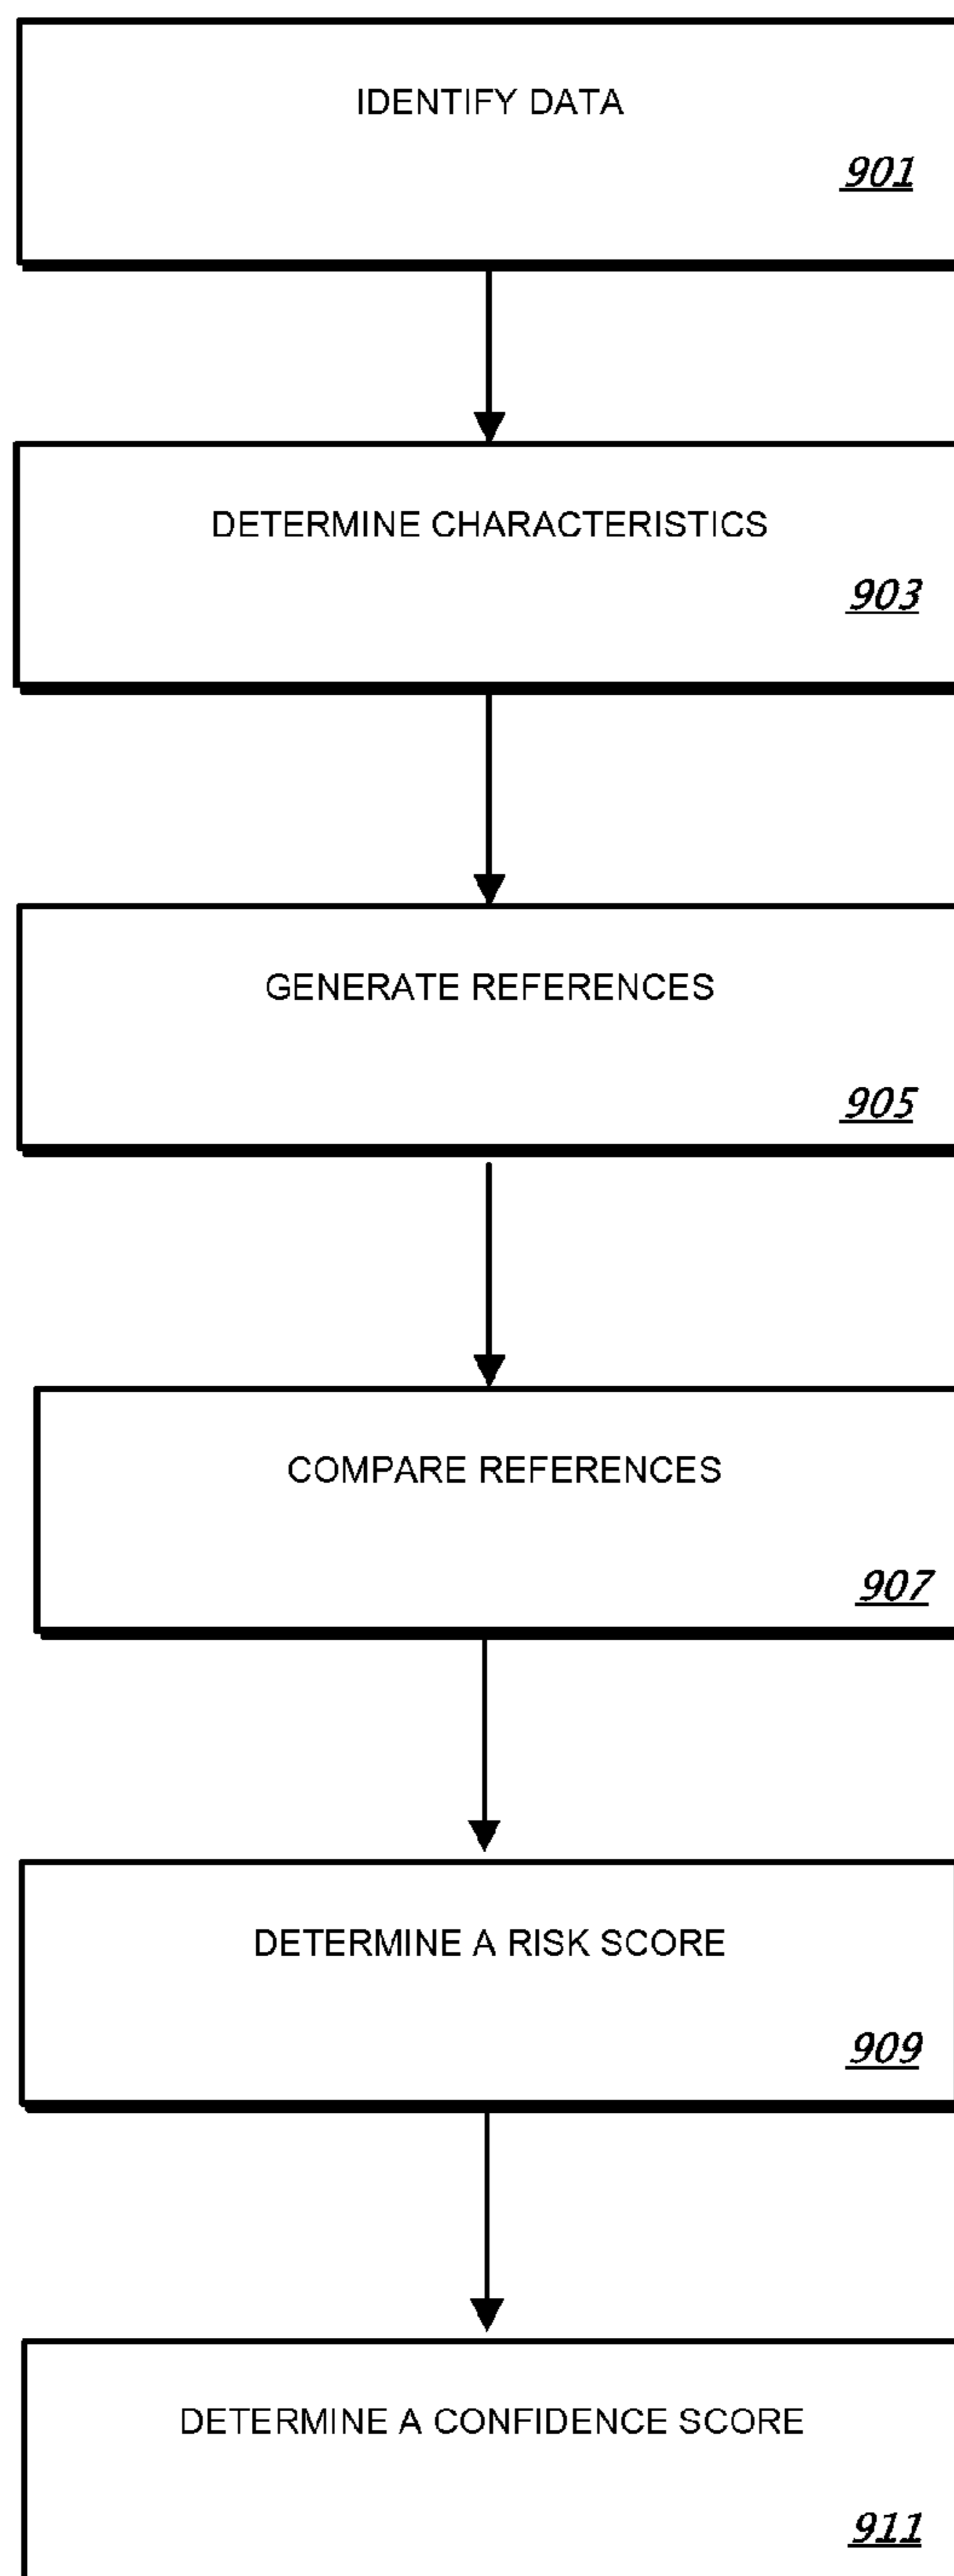 IDENTIFY DATA
901
DETERMINE CHARACTERISTICS
903
GENERATE REFERENCES
905
COMPARE REFERENCES
907
DETERMINE A RISK SCORE
909
DETERMINE A CONFIDENCE SCORE
911